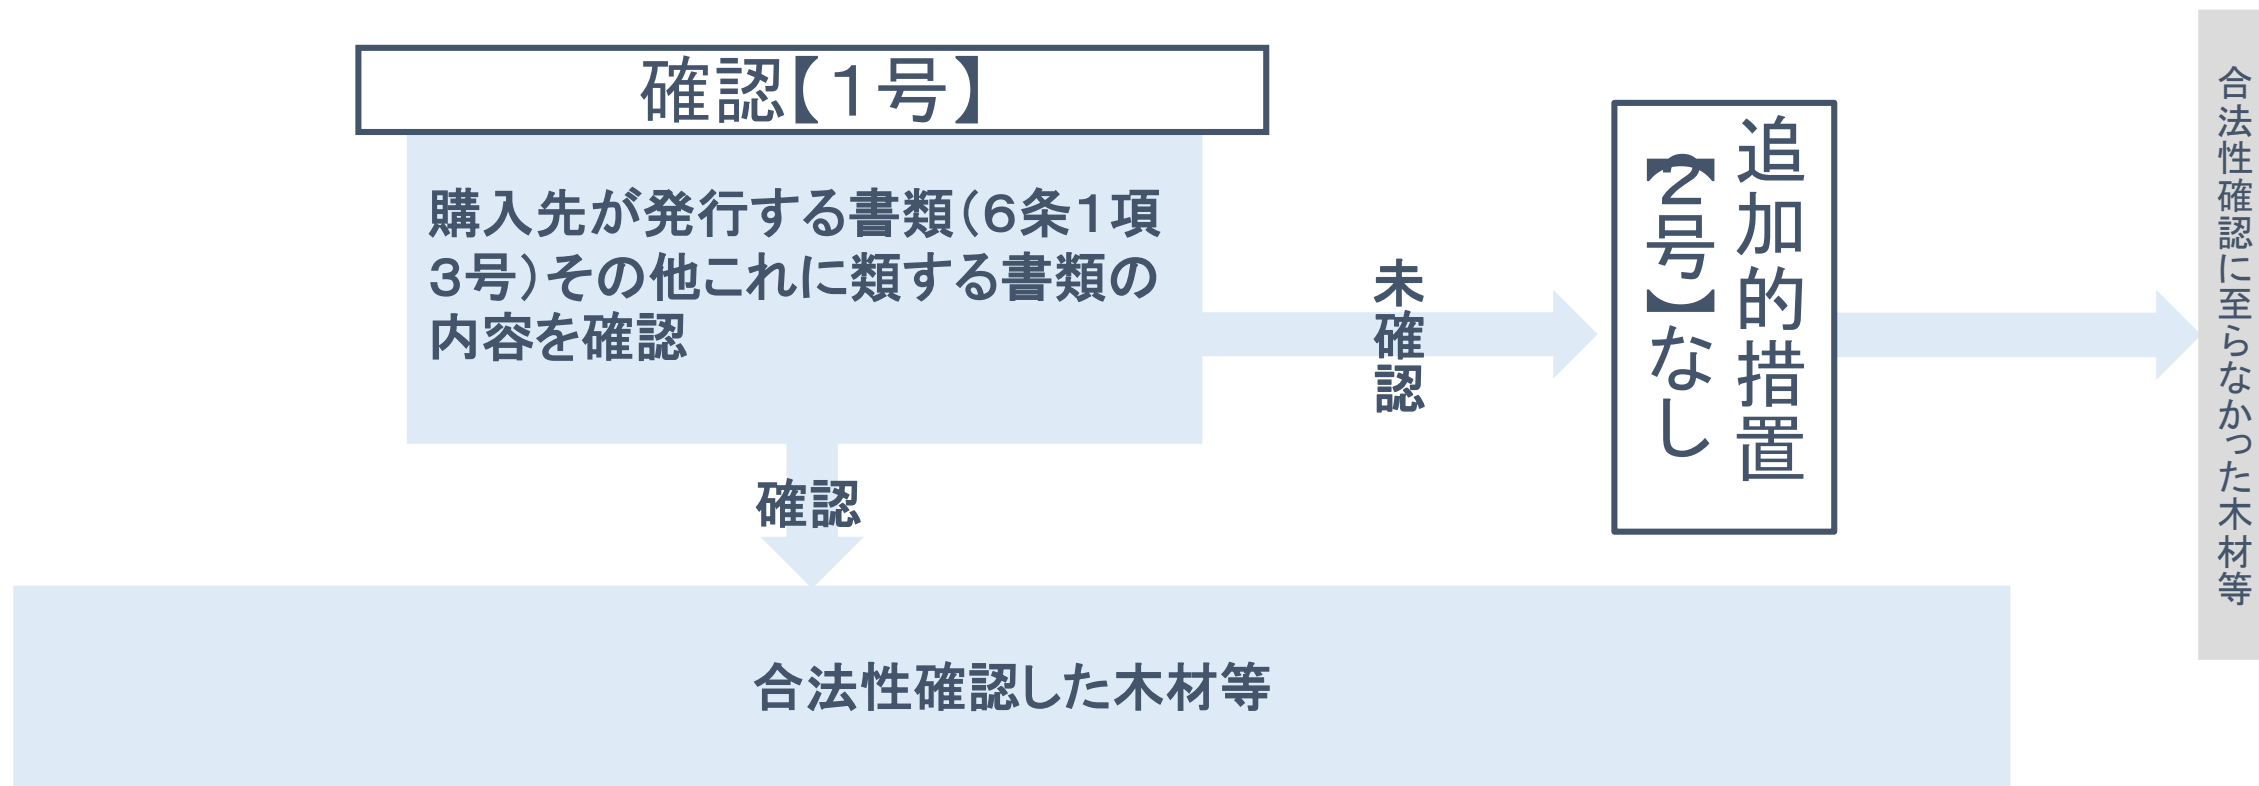 確認【１号】
購入先が発行する書類（６条１項
３号）その他これに類する書類の
内容を確認
未確認
追加的措置
【２号】なし
合法性確認に至らなかった木材等
確認
合法性確認した木材等